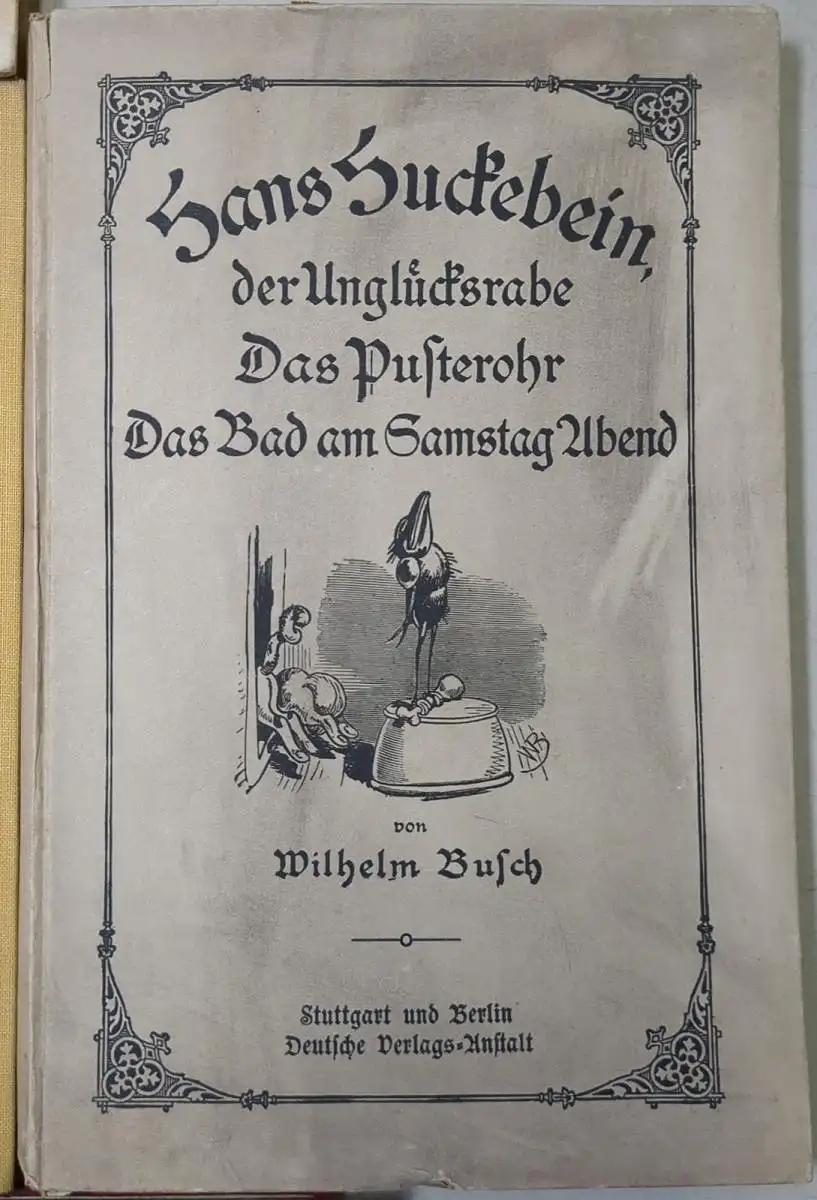 Hans Huckebein,
der Unglücksrabe
Das Puſterohr
Das Bad am Samstag Abend
WB
von
Wilhelm Buſch
Stuttgart und Berlin
Deutſche Verlags-Anſtalt